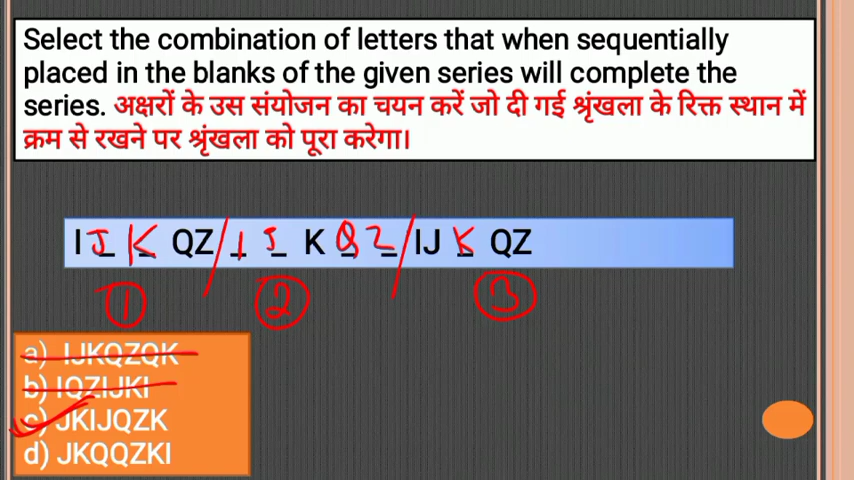 Select the combination of letters that when sequentially
placed in the blanks of the given series will complete the
series. अक्षरों के उस संयोजन का चयन करें जो दी गई श्रृंखला के रिक्त स्थान में
क्रम से रखने पर श्रृंखला को पूरा करेगा।
I J K QZ / I J K Q Z / IJ K QZ
1 2 3
a) IJKQZQK
b) IQZIJKI
c) JKIJQZK
d) JKQQZKI